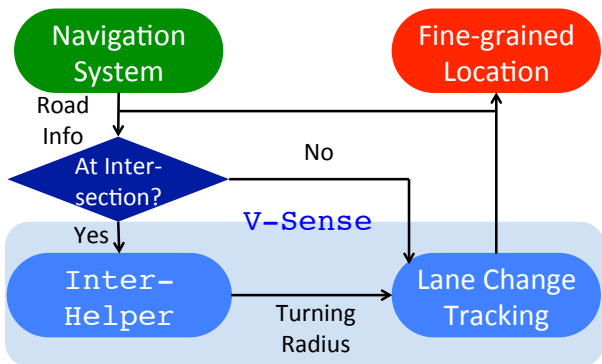 Navigation
System
Fine-grained
Location
Road
Info
At Inter-
section?
No
Yes
V-Sense
Inter-
Helper
Turning
Radius
Lane Change
Tracking